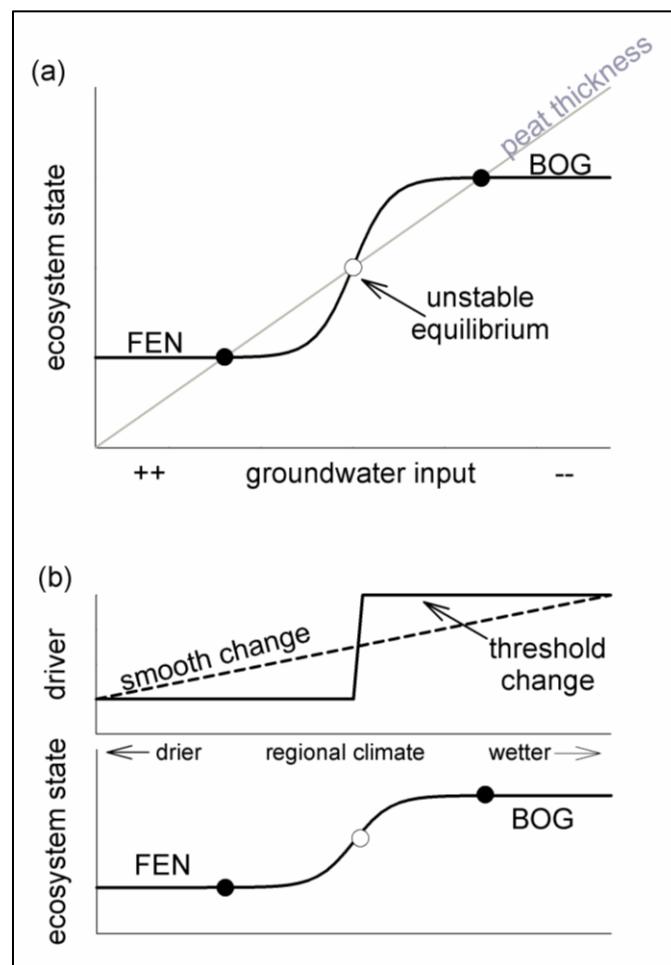 (a)
peat thickness
BOG
ecosystem state
unstable
equilibrium
FEN
++ groundwater input --
(b)
driver
smooth change
threshold
change
drier regional climate wetter
ecosystem state
BOG
FEN